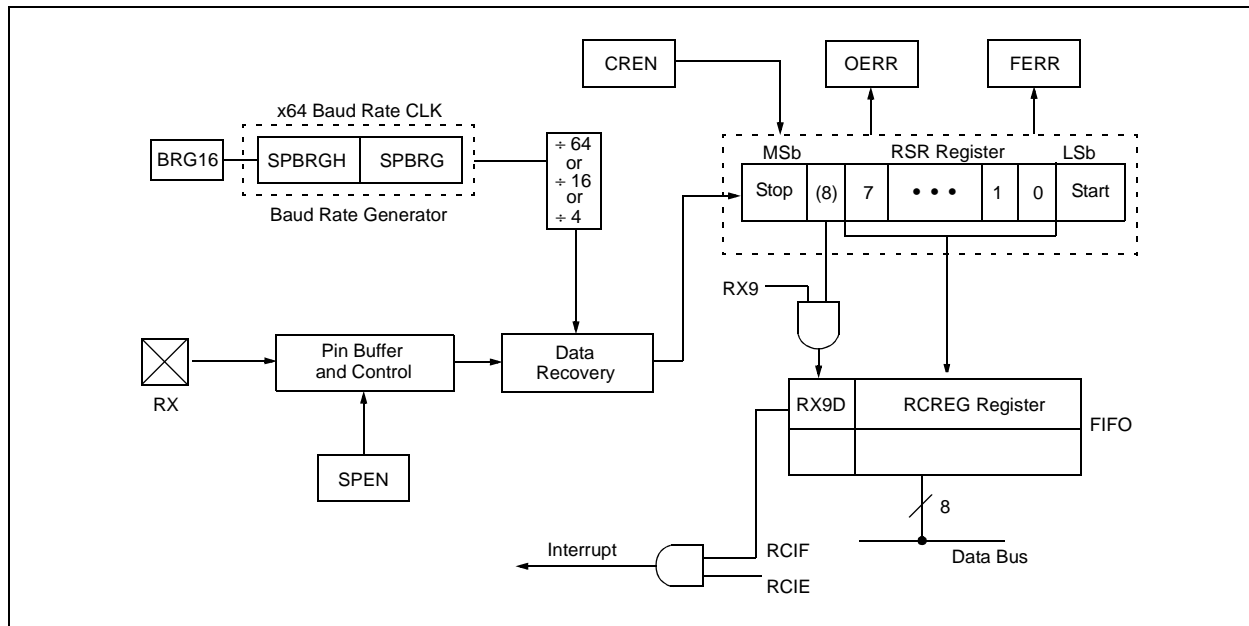 CREN
OERR
FERR
x64 Baud Rate CLK
BRG16
SPBRGH
SPBRG
Baud Rate Generator
÷ 64
or
÷ 16
or
÷ 4
MSb
RSR Register
LSb
Stop
(8)
7
• • •
1
0
Start
RX9
RX
Pin Buffer
and Control
Data
Recovery
SPEN
RX9D
RCREG Register
FIFO
8
Data Bus
Interrupt
RCIF
RCIE